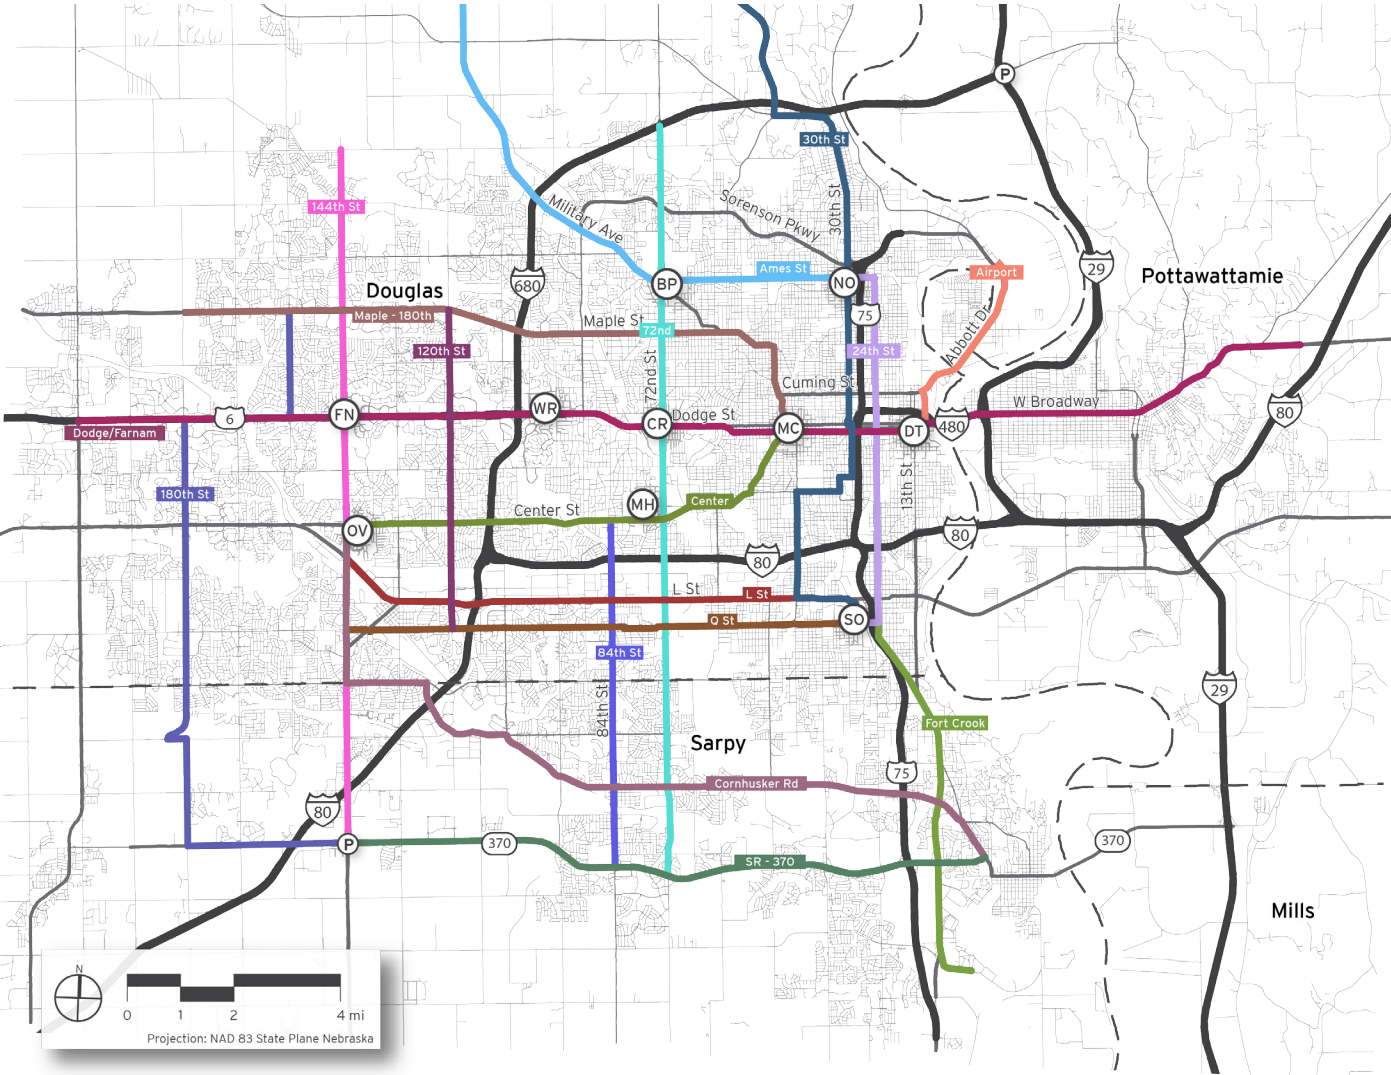 P
30th St
Military Ave
Sorenson Pkwy
30th St
144th St
Ames St
Airport
29
Pottawattamie
680
Douglas
BP
NO
Maple - 180th
Maple St
72nd
75
Abbott Dr
120th St
24th St
72nd St
Cuming St
W Broadway
6
FN
WR
CR
Dodge St
MC
DT
480
80
Dodge/Farnam
180th St
MH
Center
13th St
Center St
OV
80
80
L St
L St
Q St
SO
84th St
29
84th St
Sarpy
Fort Crook
75
Cornhusker Rd
80
P
370
370
SR - 370
Mills
N
0
1
2
4 mi
Projection: NAD 83 State Plane Nebraska